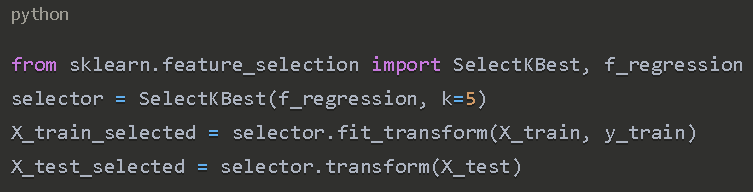 python
from sklearn.feature_selection import SelectKBest, f_regression
selector = SelectKBest(f_regression, k=5)
X_train_selected = selector.fit_transform(X_train, y_train)
X_test_selected = selector.transform(X_test)